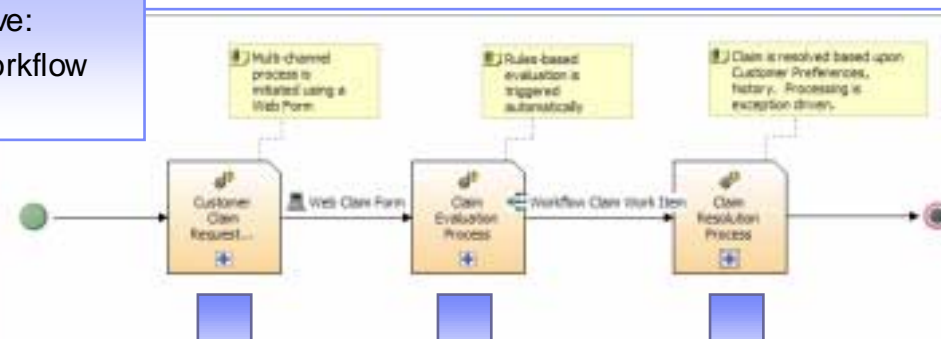 ve:
orkflow
Multi-channel
process is
initiated using a
Web Form
Rules-based
evaluation is
triggered
automatically
Claim is resolved based upon
Customer Preferences,
history. Processing is
exception driven.
Customer
Claim
Request...
Web Claim Form
Claim
Evaluation
Process
Workflow Claim Work Item
Claim
Resolution
Process